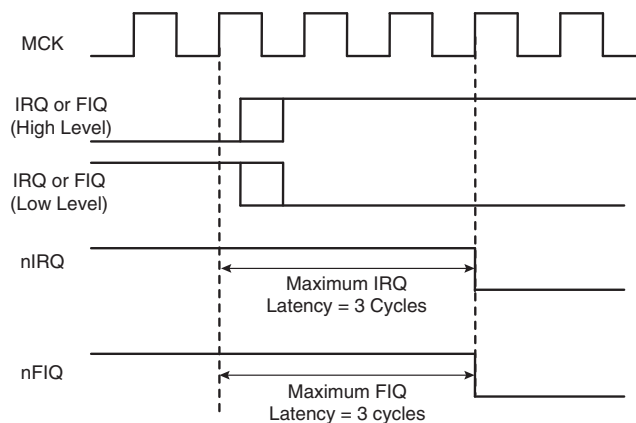 MCK
IRQ or FIQ
(High Level)
IRQ or FIQ
(Low Level)
nIRQ
Maximum IRQ
Latency = 3 Cycles
nFIQ
Maximum FIQ
Latency = 3 cycles